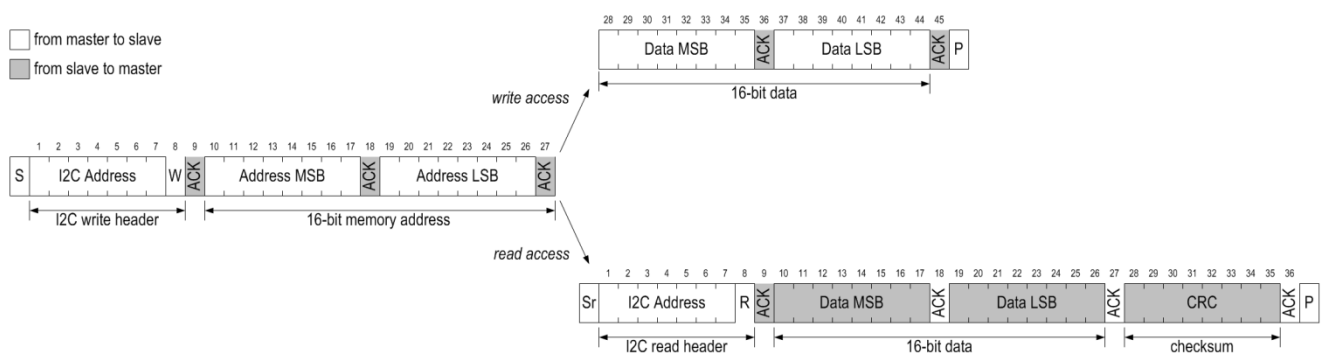 28 29 30 31 32 33 34 35 36 37 38 39 40 41 42 43 44 45
from master to slave
Data MSB ACK Data LSB ACK P
from slave to master
write access
16-bit data
1 2 3 4 5 6 7 8 9 10 11 12 13 14 15 16 17 18 19 20 21 22 23 24 25 26 27
S I2C Address W ACK Address MSB ACK Address LSB ACK
I2C write header 16-bit memory address
read access
1 2 3 4 5 6 7 8 9 10 11 12 13 14 15 16 17 18 19 20 21 22 23 24 25 26 27 28 29 30 31 32 33 34 35 36
Sr I2C Address R ACK Data MSB ACK Data LSB ACK CRC ACK P
I2C read header 16-bit data checksum